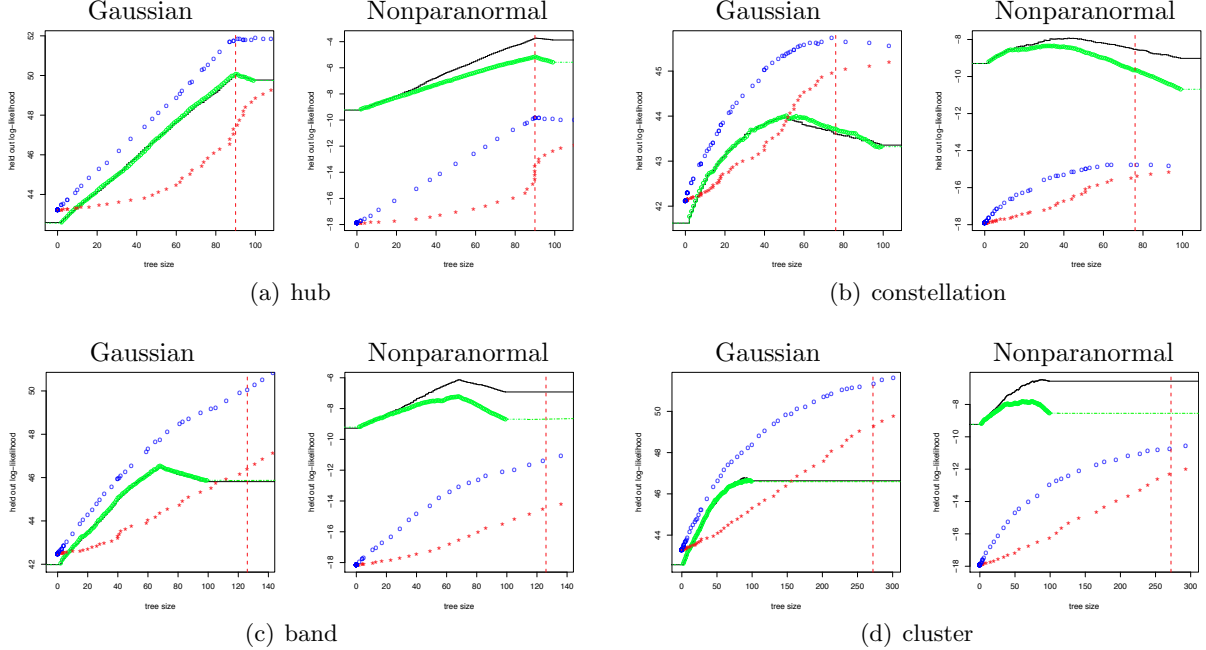 Gaussian Nonparanormal Gaussian Nonparanormal
held out log−likelihood
42 44 46 48 50 52
0 20 40 60 80 100
tree size
held out log−likelihood
−18 −16 −14 −12 −10 −8 −6 −4
0 20 40 60 80 100
tree size
(a) hub
held out log−likelihood
42 43 44 45
0 20 40 60 80 100
tree size
held out log−likelihood
−18 −16 −14 −12 −10 −8
0 20 40 60 80 100
tree size
(b) constellation
Gaussian Nonparanormal Gaussian Nonparanormal
held out log−likelihood
42 44 46 48 50
0 20 40 60 80 100 120 140
tree size
held out log−likelihood
−18 −16 −14 −12 −10 −8 −6
0 20 40 60 80 100 120 140
tree size
(c) band
held out log−likelihood
44 46 48 50
0 50 100 150 200 250 300
tree size
held out log−likelihood
−18 −16 −14 −12 −10 −8
0 50 100 150 200 250 300
tree size
(d) cluster